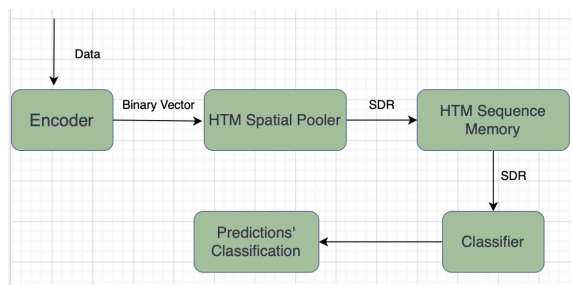 Data
Encoder
Binary Vector
HTM Spatial Pooler
SDR
HTM Sequence
Memory
SDR
Classifier
Predictions'
Classification